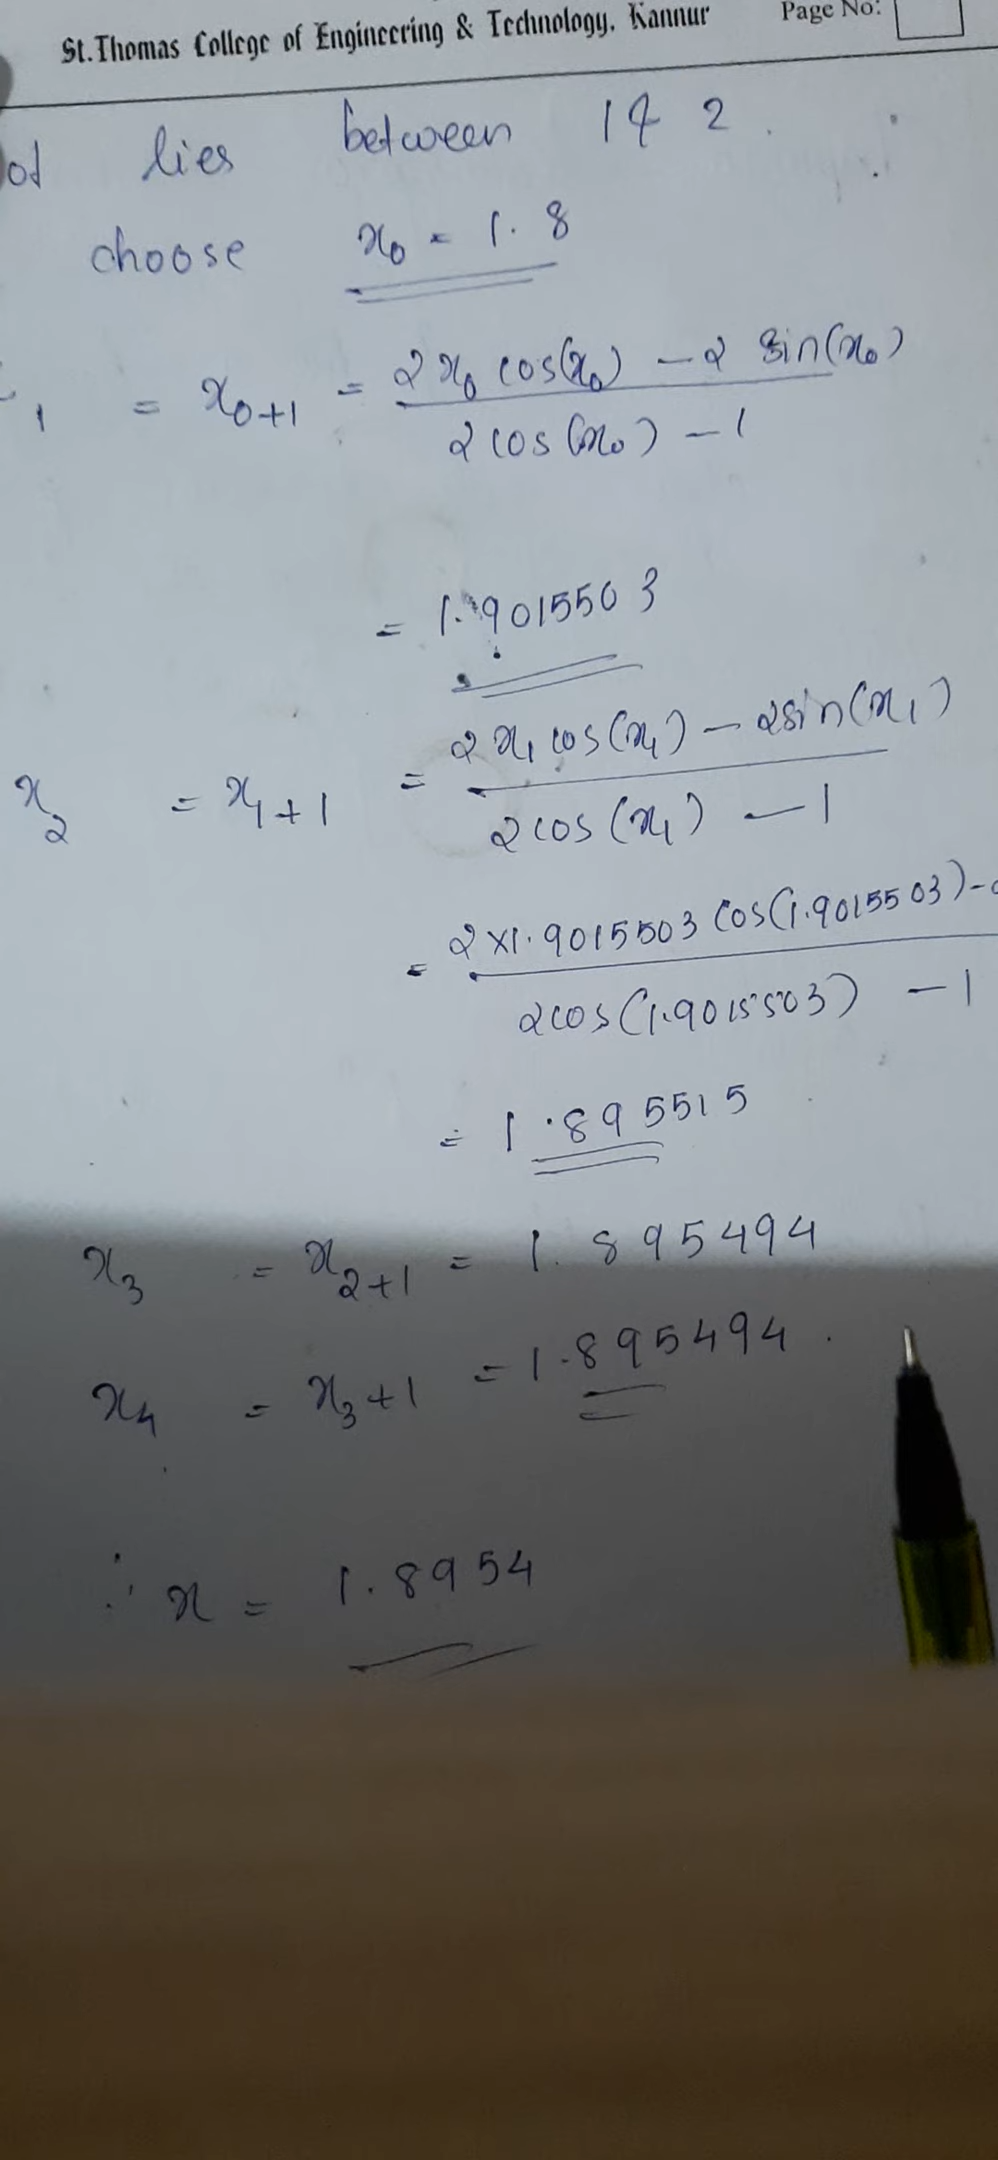 St.Thomas College of Engineering & Technology, Kannur Page No:
lies between 1 & 2.
choose x₀ = 1.8
1 = x₀₊₁ = (2x₀ cos(x₀) - 2 sin(x₀)) / (2cos(x₀) - 1)
= 1.9015503
x₂ = x₁₊₁ = (2x₁ cos(x₁) - 2sin(x₁)) / (2cos(x₁) - 1)
= (2×1.9015503 cos(1.9015503) - / (2cos(1.9015503) - 1
= 1.895515
x₃ = x₂₊₁ = 1.895494
x₄ = x₃₊₁ = 1.895494.
∴ x = 1.8954